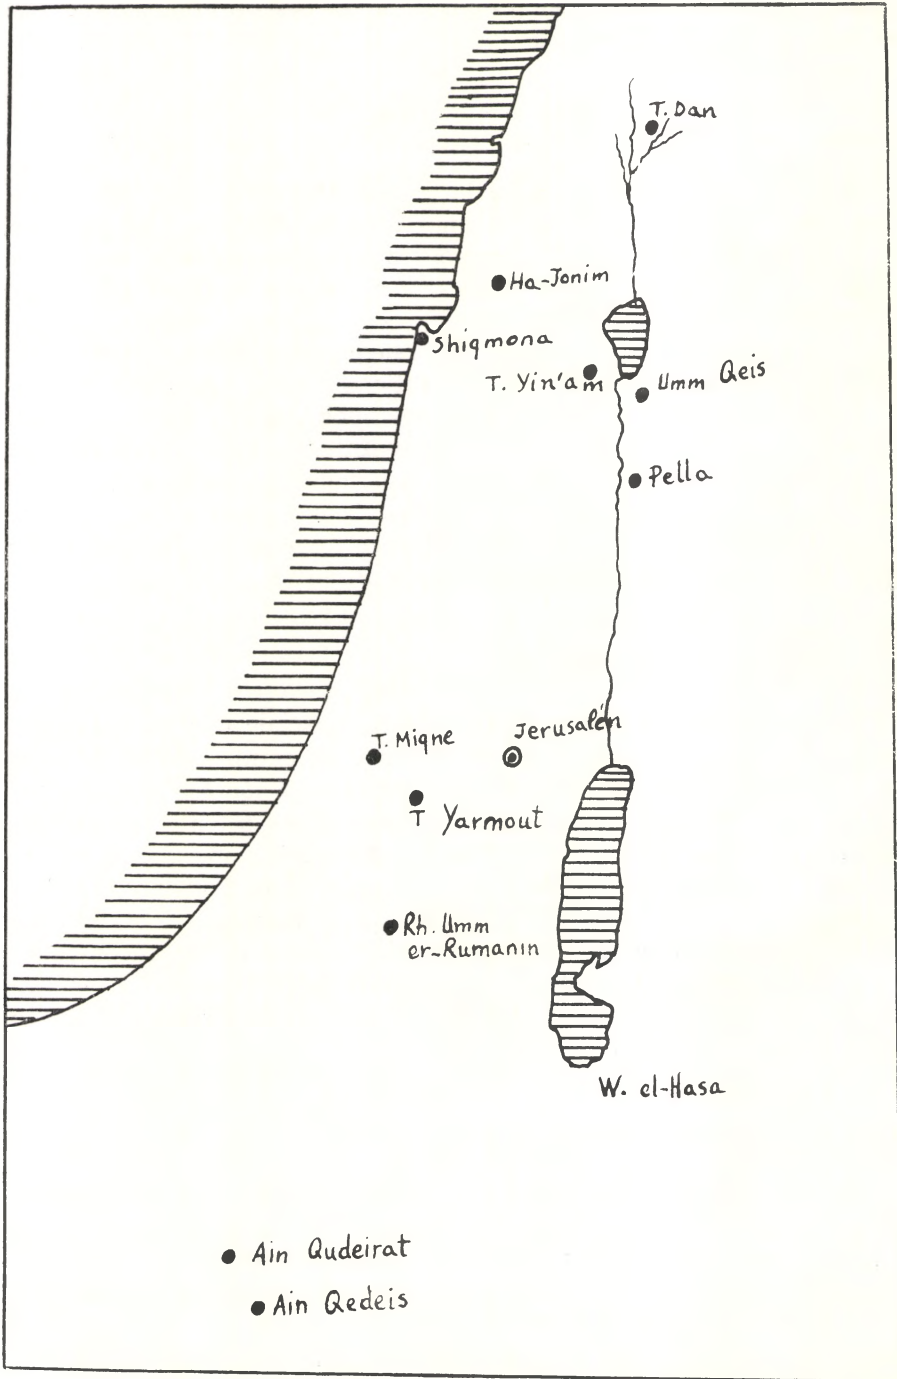 T. Dan
Ha-Jonim
Shiqmona
T. Yin'am
Umm Qeis
Pella
Jerusalén
T. Miqne
T Yarmout
Rh. Umm
er-Rumanin
W. el-Hasa
Ain Qudeirat
Ain Qedeis